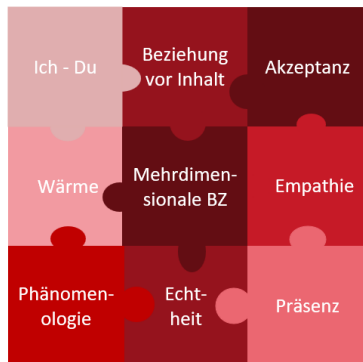 Ich - Du
Beziehung
vor Inhalt
Akzeptanz
Wärme
Mehrdimen-
sionale BZ
Empathie
Phänomen-
ologie
Echt-
heit
Präsenz